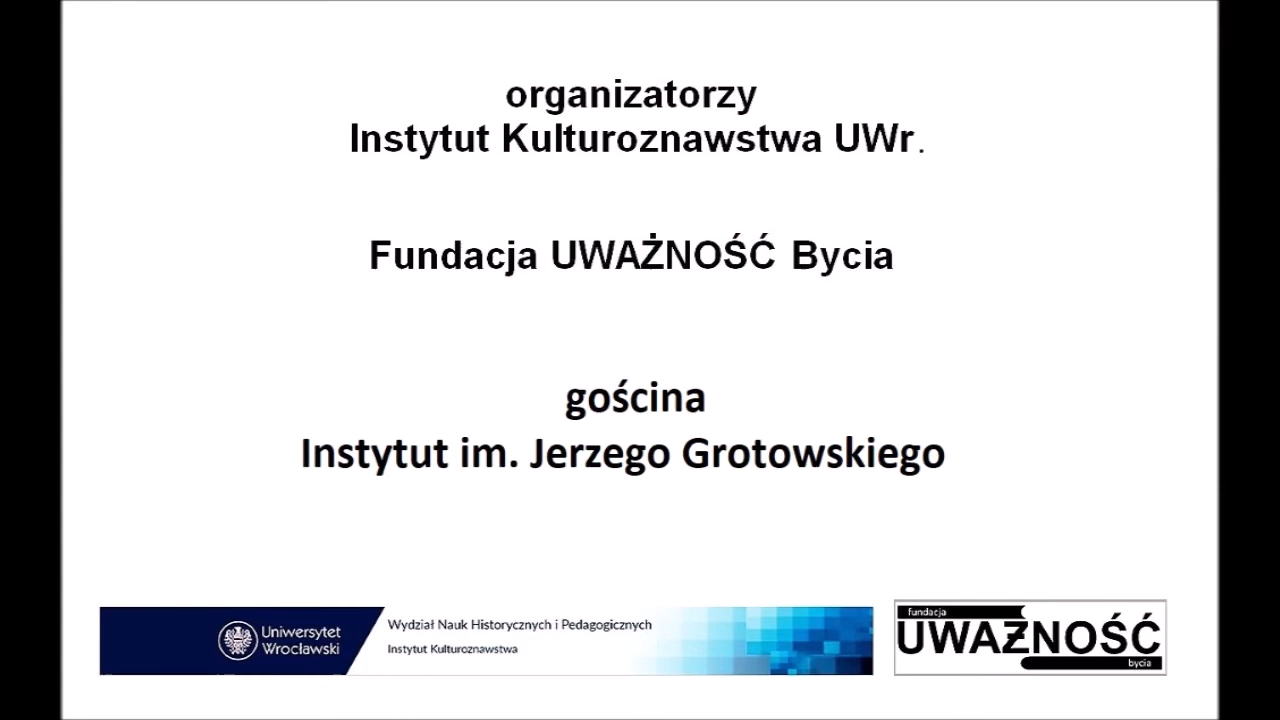 organizatorzy
Instytut Kulturoznawstwa UWr.
Fundacja UWAŻNOŚĆ Bycia
gościna
Instytut im. Jerzego Grotowskiego
Uniwersytet
Wrocławski
Wydział Nauk Historycznych i Pedagogicznych
Instytut Kulturoznawstwa
fundacja
UWAŻNOŚĆ
bycia